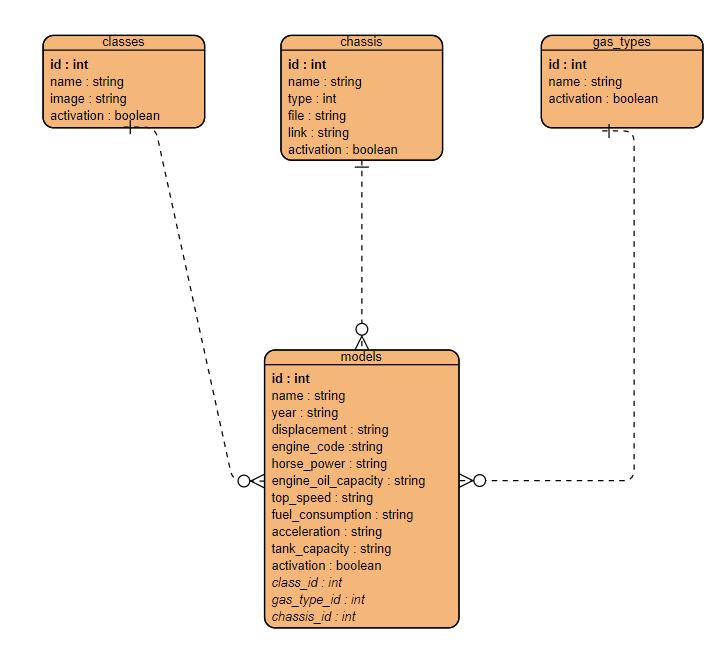 classes
id : int
name : string
image : string
activation : boolean
chassis
id : int
name : string
type : int
file : string
link : string
activation : boolean
gas_types
id : int
name : string
activation : boolean
models
id : int
name : string
year : string
displacement : string
engine_code :string
horse_power : string
engine_oil_capacity : string
top_speed : string
fuel_consumption : string
acceleration : string
tank_capacity : string
activation : boolean
class_id : int
gas_type_id : int
chassis_id : int